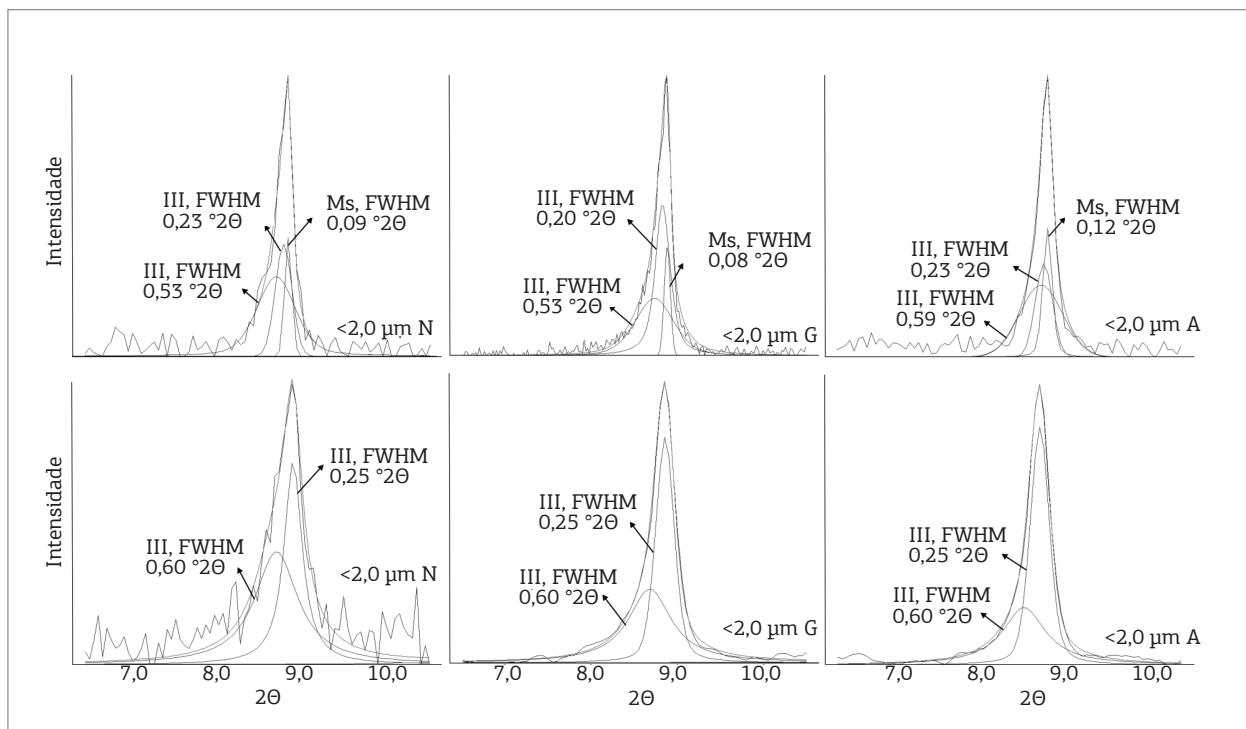 Intensidade
III, FWHM
0,23 °2Θ
Ms, FWHM
0,09 °2Θ
III, FWHM
0,53 °2Θ
<2,0 µm N
III, FWHM
0,20 °2Θ
Ms, FWHM
0,08 °2Θ
III, FWHM
0,53 °2Θ
<2,0 µm G
Ms, FWHM
0,12 °2Θ
III, FWHM
0,23 °2Θ
III, FWHM
0,59 °2Θ
<2,0 µm A
Intensidade
III, FWHM
0,25 °2Θ
III, FWHM
0,60 °2Θ
<2,0 µm N
7,0 8,0 9,0 10,0
2Θ
III, FWHM
0,25 °2Θ
III, FWHM
0,60 °2Θ
<2,0 µm G
7,0 8,0 9,0 10,0
2Θ
III, FWHM
0,25 °2Θ
III, FWHM
0,60 °2Θ
<2,0 µm A
7,0 8,0 9,0 10,0
2Θ